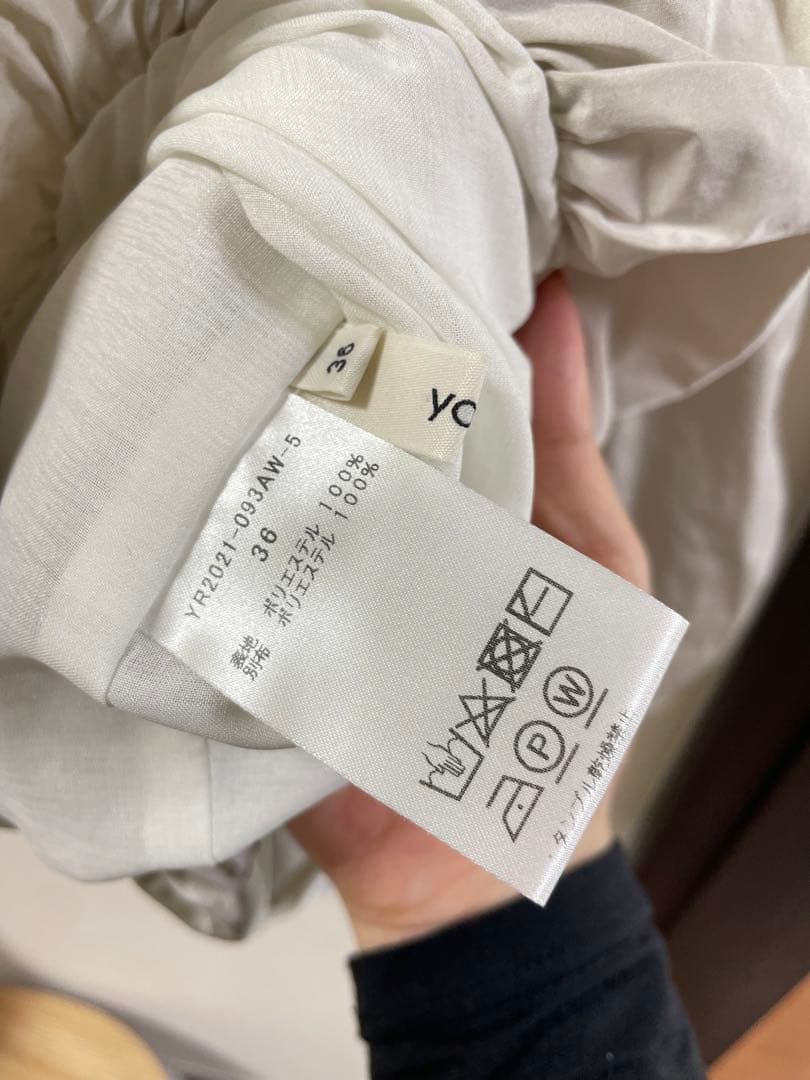 36
YO
YR2021-093AW-5
36
表地 ポリエステル 100%
別布 ポリエステル 100%
P W
・タンブル乾燥禁止